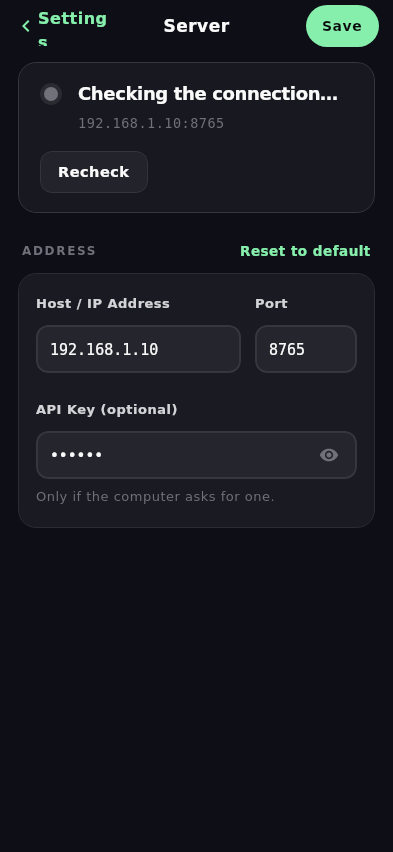 Setting
s
Server
Save
Checking the connection…
192.168.1.10:8765
Recheck
ADDRESS
Reset to default
Host / IP Address
Port
192.168.1.10
8765
API Key (optional)
••••••
Only if the computer asks for one.